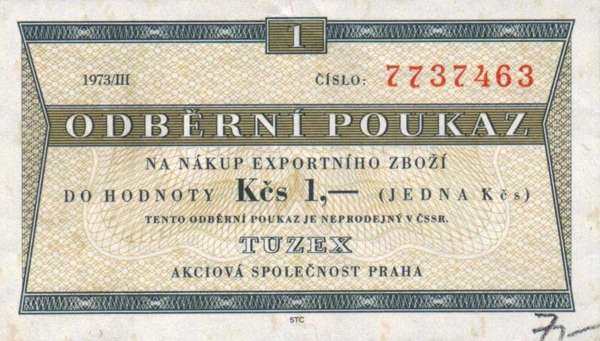 1
1973/III ČÍSLO: 7737463
ODBĚRNÍ POUKAZ
NA NÁKUP EXPORTNÍHO ZBOŽÍ
DO HODNOTY Kčs 1,— (JEDNA Kčs)
TENTO ODBĚRNÍ POUKAZ JE NEPRODEJNÝ V ČSSR.
TUZEX
AKCIOVÁ SPOLEČNOST PRAHA
STC
7,–